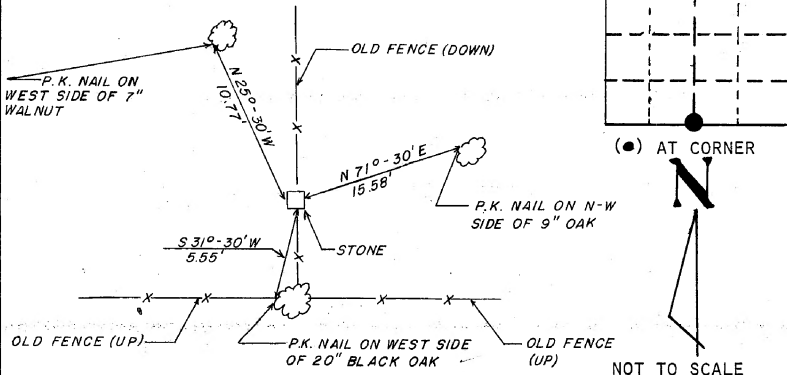 OLD FENCE (DOWN)
P.K. NAIL ON
WEST SIDE OF 7"
WALNUT
N 25°-30' W
10.77'
N 71°-30' E
15.58'
(●) AT CORNER
N
P.K. NAIL ON N-W
SIDE OF 9" OAK
S 31°-30' W
5.55'
STONE
OLD FENCE (UP)
P.K. NAIL ON WEST SIDE
OF 20" BLACK OAK
OLD FENCE
(UP)
NOT TO SCALE